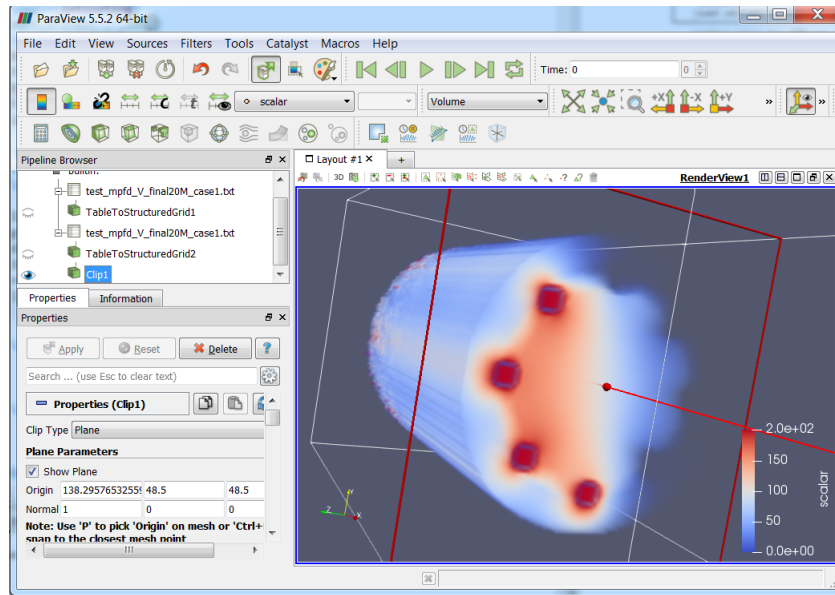 ParaView 5.5.2 64-bit
File Edit View Sources Filters Tools Catalyst Macros Help
Time: 0 0
scalar Volume +X -X +Y » »
Pipeline Browser
Layout #1 × +
3D
RenderView1
test_mpfd_V_final20M_case1.txt
TableToStructuredGrid1
test_mpfd_V_final20M_case1.txt
TableToStructuredGrid2
Clip1
Properties Information
Properties
Apply Reset Delete ?
Search ... (use Esc to clear text)
Properties (Clip1)
Clip Type Plane
Plane Parameters
Show Plane
Origin 138.2957653255 48.5 48.5
Normal 1 0 0
Note: Use 'P' to pick 'Origin' on mesh or 'Ctrl+
snap to the closest mesh point
Y
Z X
2.0e+02
150
100
50
0.0e+00
scalar